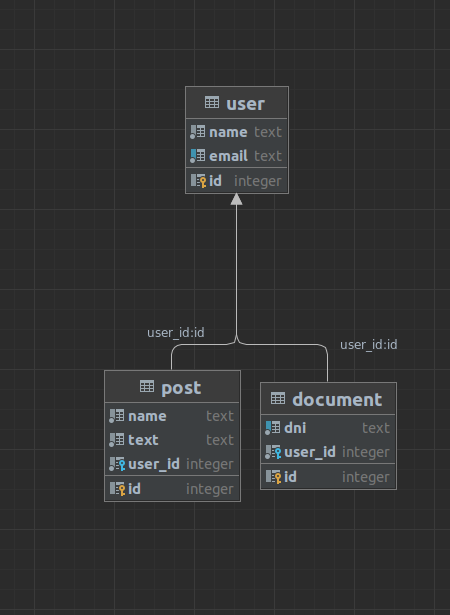 user
name text
email text
id integer
user_id:id
user_id:id
post
name text
text text
user_id integer
id integer
document
dni text
user_id integer
id integer